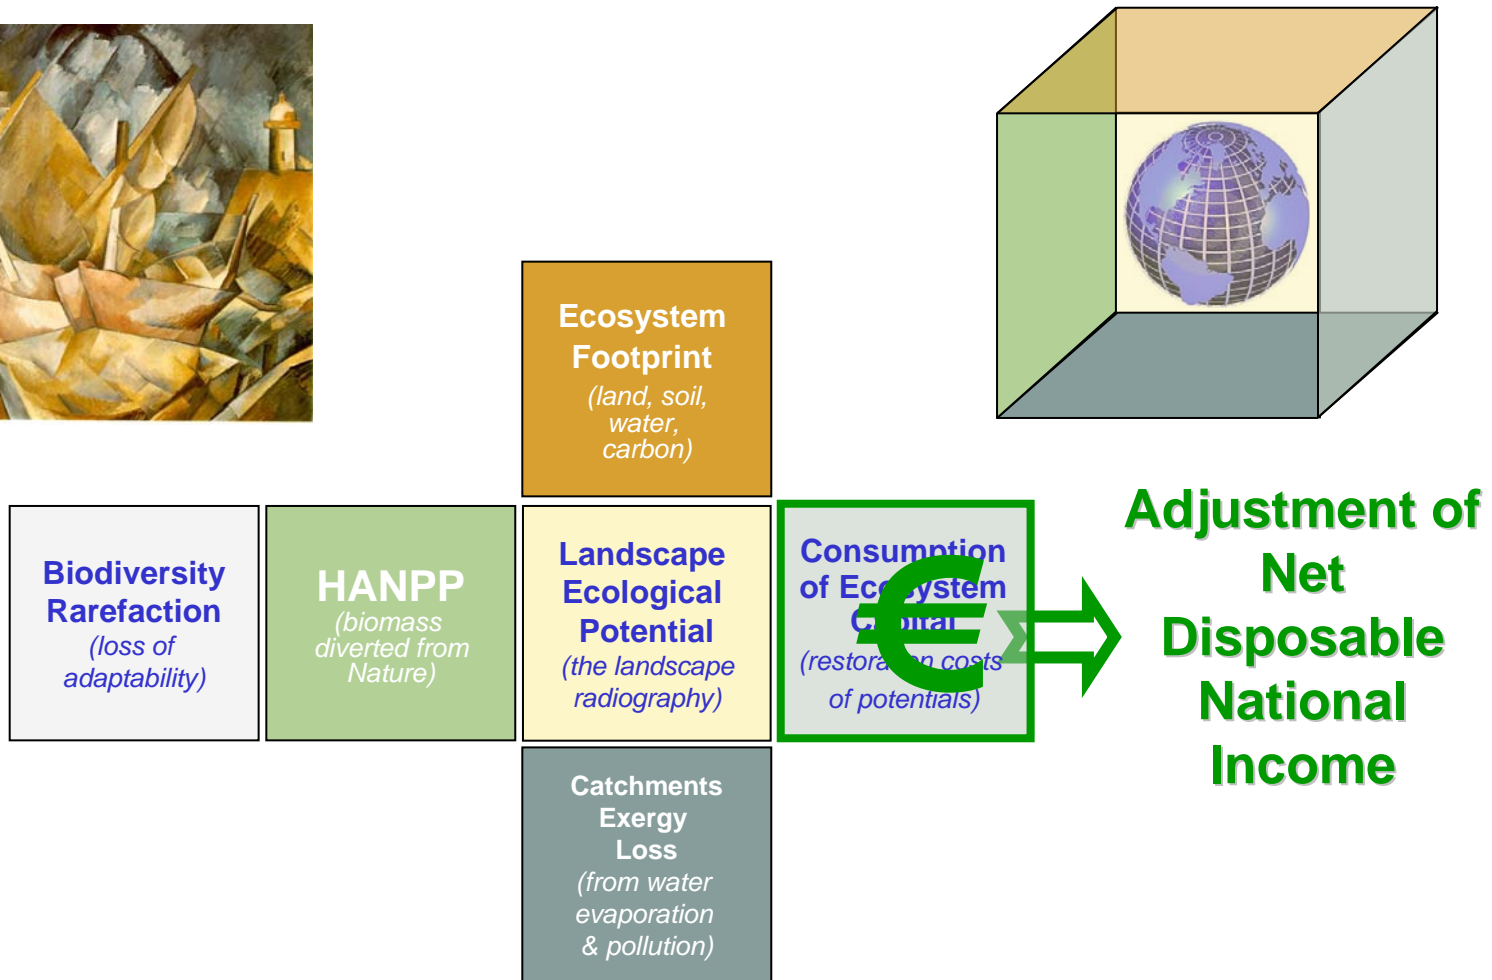 Ecosystem
Footprint
(land, soil,
water,
carbon)
Biodiversity
Rarefaction
(loss of
adaptability)
HANPP
(biomass
diverted from
Nature)
Landscape
Ecological
Potential
(the landscape
radiography)
Consumption
of Ecosystem
Capital
(restoration costs
of potentials)
€
Adjustment of
Net
Disposable
National
Income
Catchments
Exergy
Loss
(from water
evaporation
& pollution)